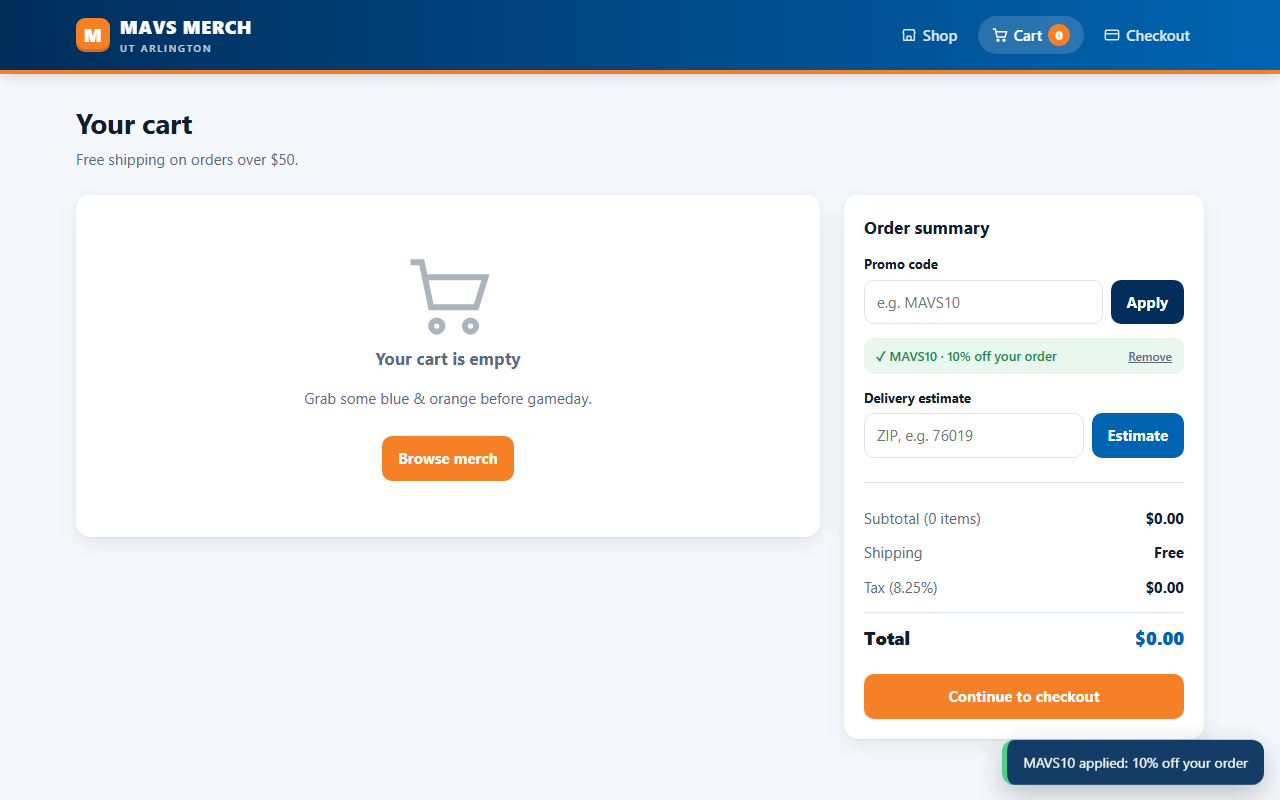 M
MAVS MERCH
UT ARLINGTON
Shop
Cart 0
Checkout
Your cart
Free shipping on orders over $50.
Your cart is empty
Grab some blue & orange before gameday.
Browse merch
Order summary
Promo code
e.g. MAVS10
Apply
✓ MAVS10 · 10% off your order
Remove
Delivery estimate
ZIP, e.g. 76019
Estimate
Subtotal (0 items) $0.00
Shipping Free
Tax (8.25%) $0.00
Total $0.00
Continue to checkout
MAVS10 applied: 10% off your order